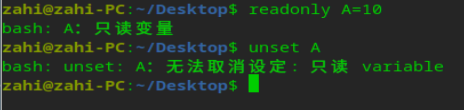 zahi@zahi-PC:~/Desktop$ readonly A=10
bash: A：只读变量
zahi@zahi-PC:~/Desktop$ unset A
bash: unset: A：无法取消设定：只读 variable
zahi@zahi-PC:~/Desktop$